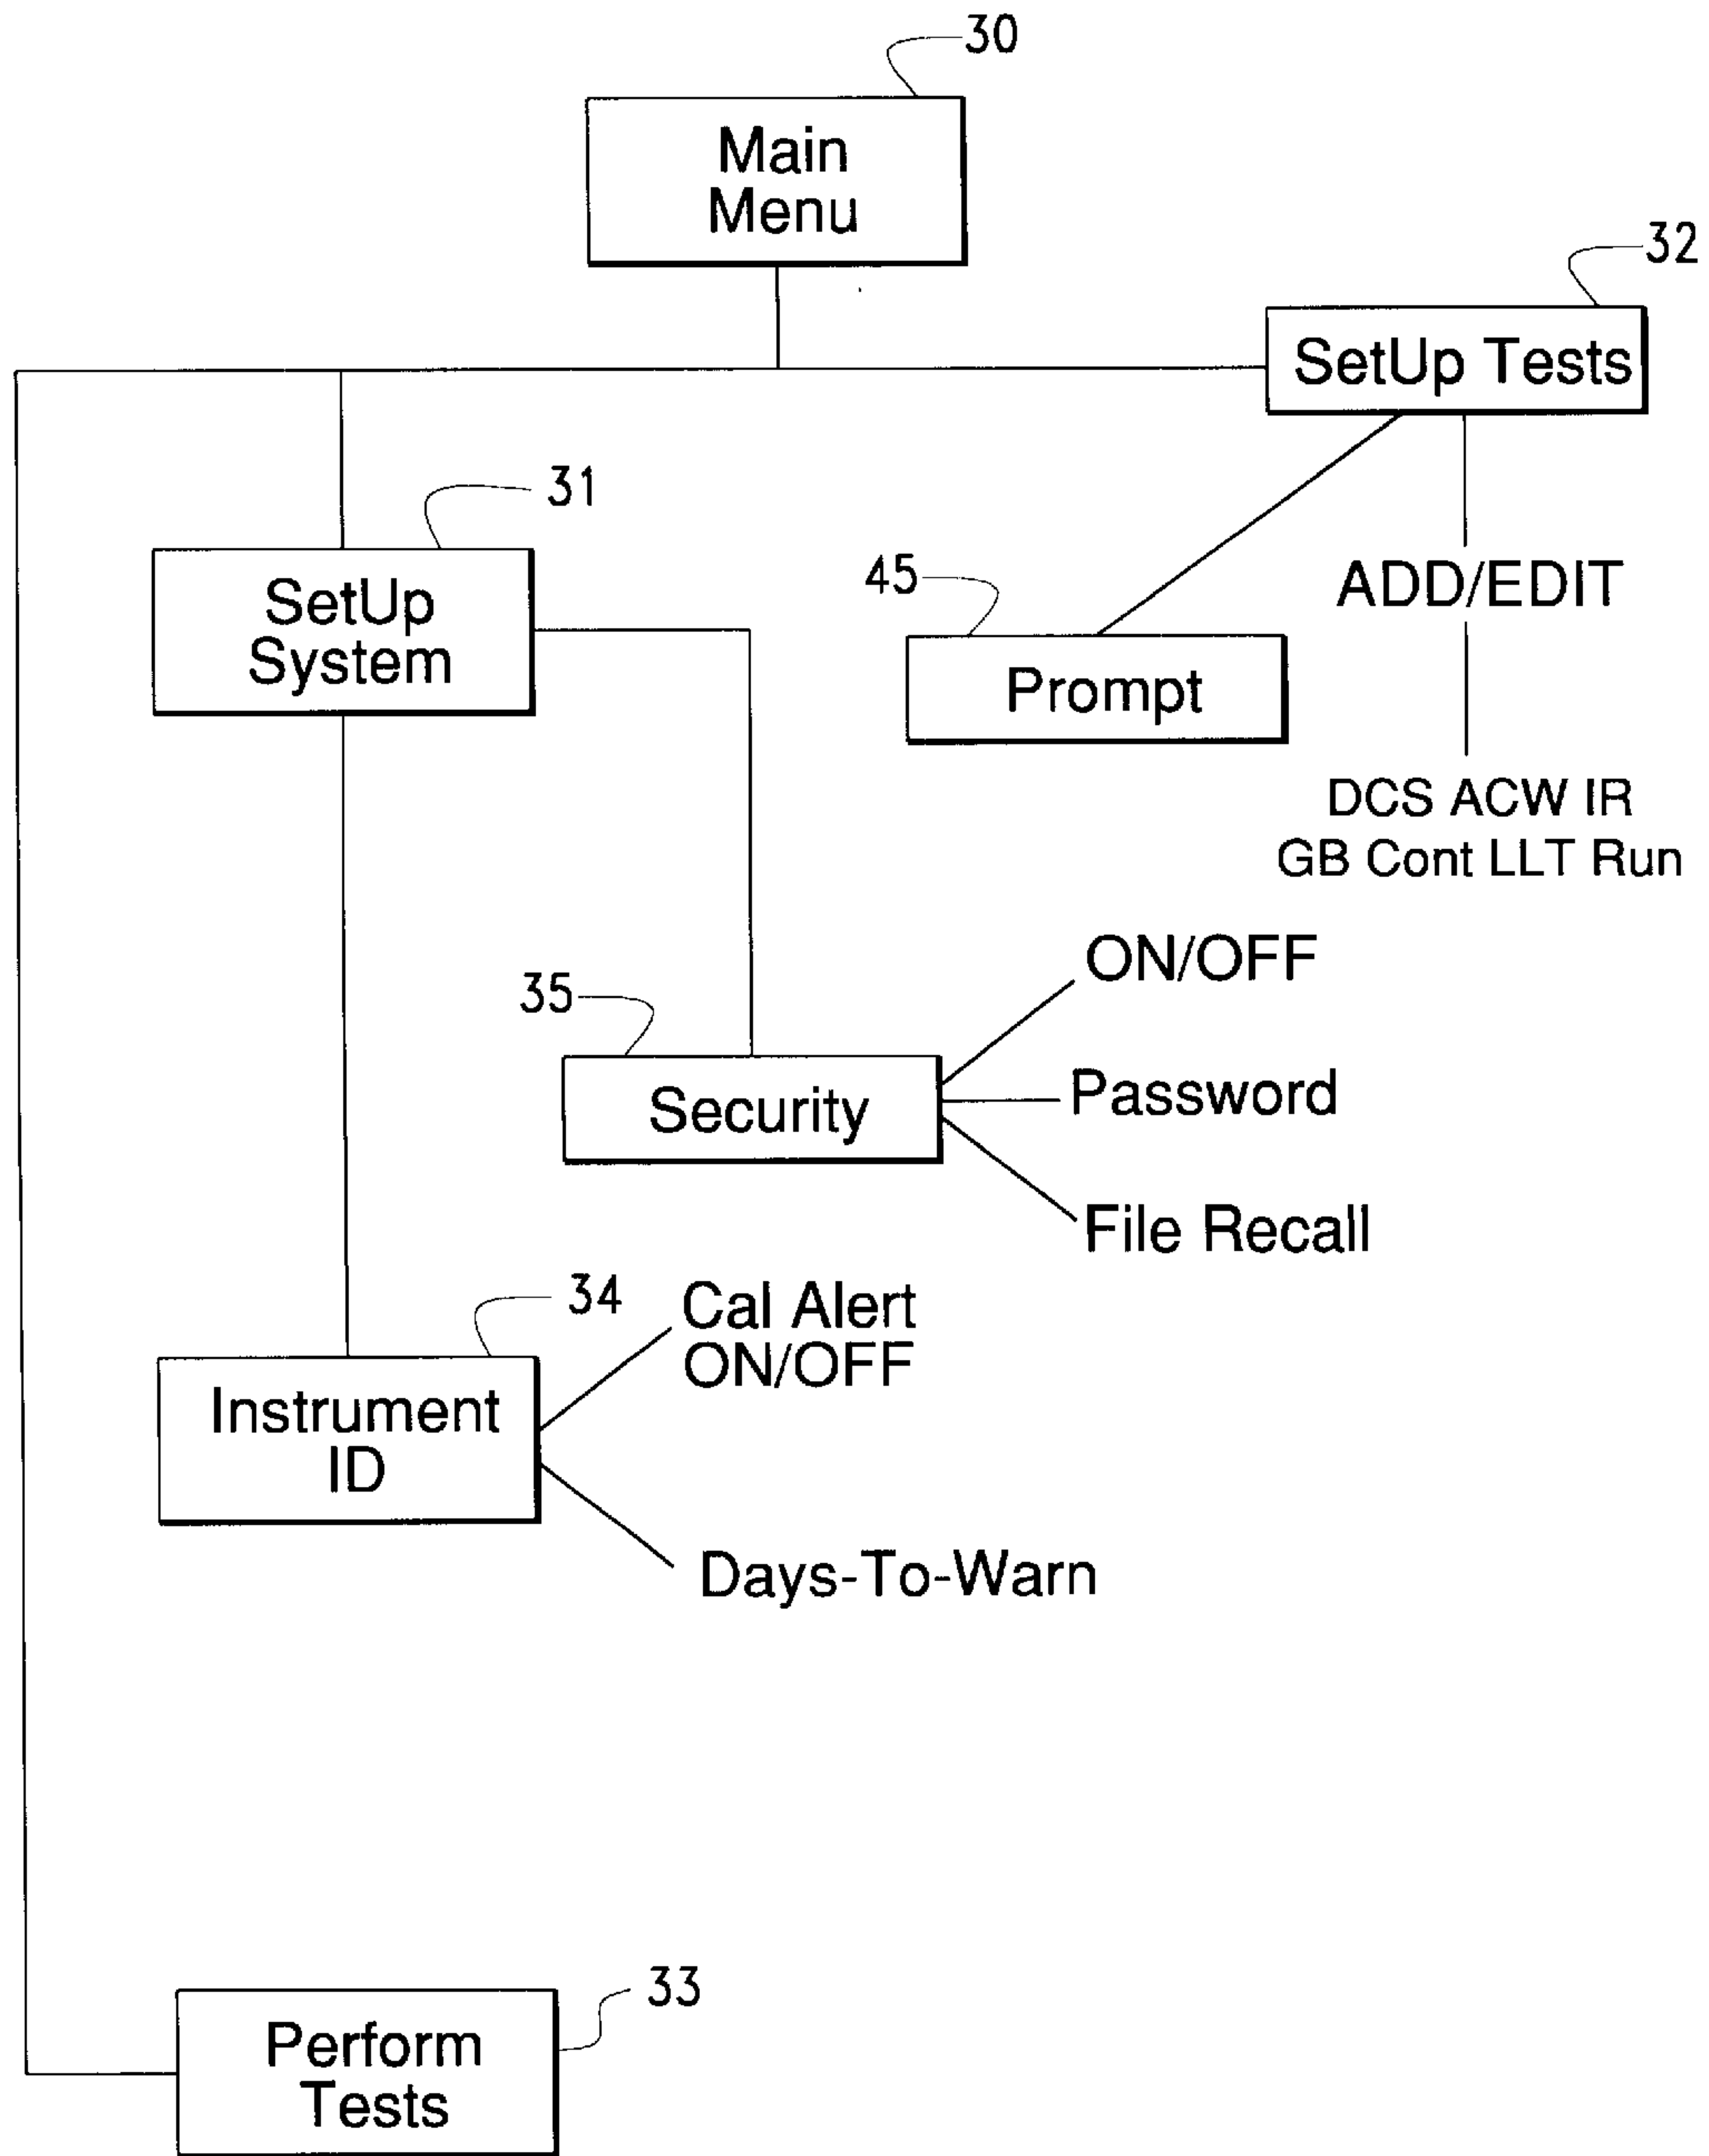 30
Main
Menu
32
SetUp Tests
31
SetUp
System
45
Prompt
ADD/EDIT
DCS ACW IR
GB Cont LLT Run
35
Security
ON/OFF
Password
File Recall
34
Instrument
ID
Cal Alert
ON/OFF
Days-To-Warn
33
Perform
Tests